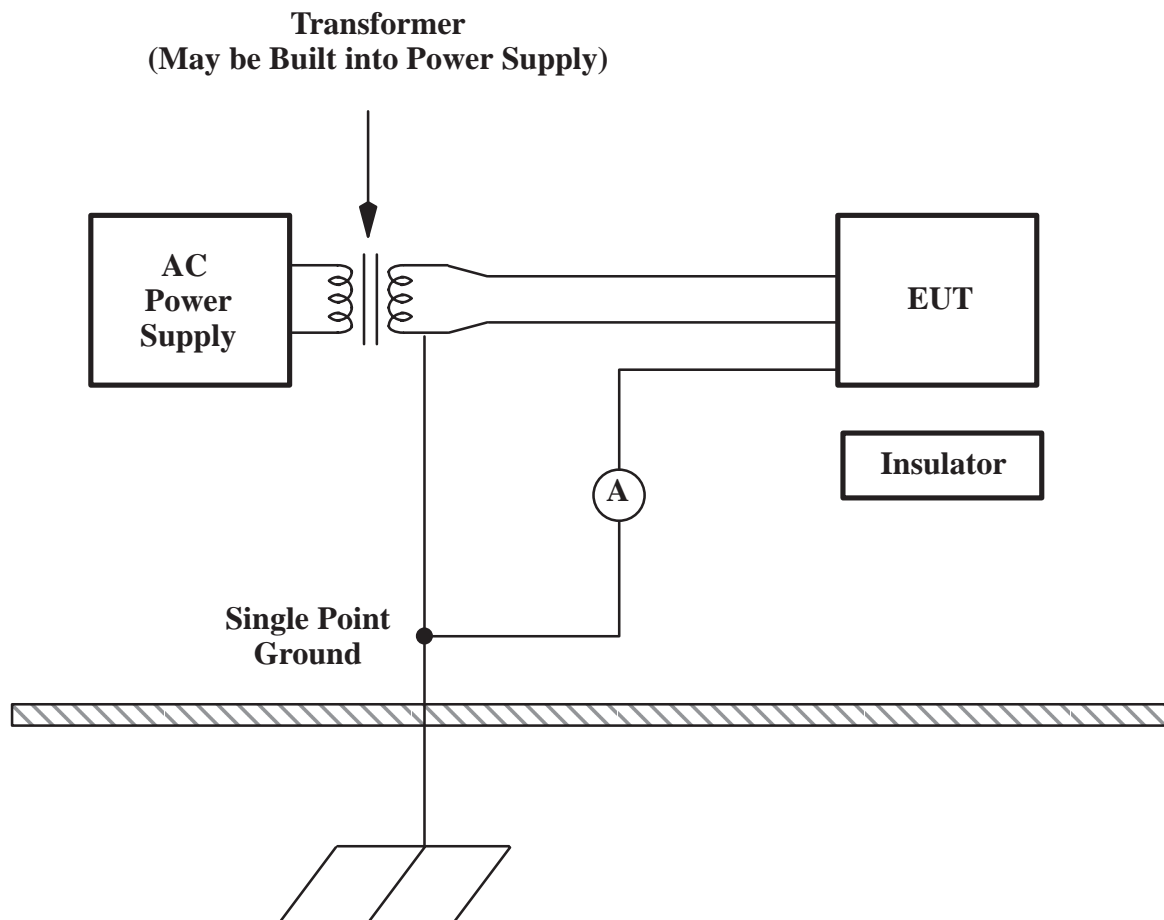 Transformer
(May be Built into Power Supply)
AC
Power
Supply
EUT
Insulator
A
Single Point
Ground